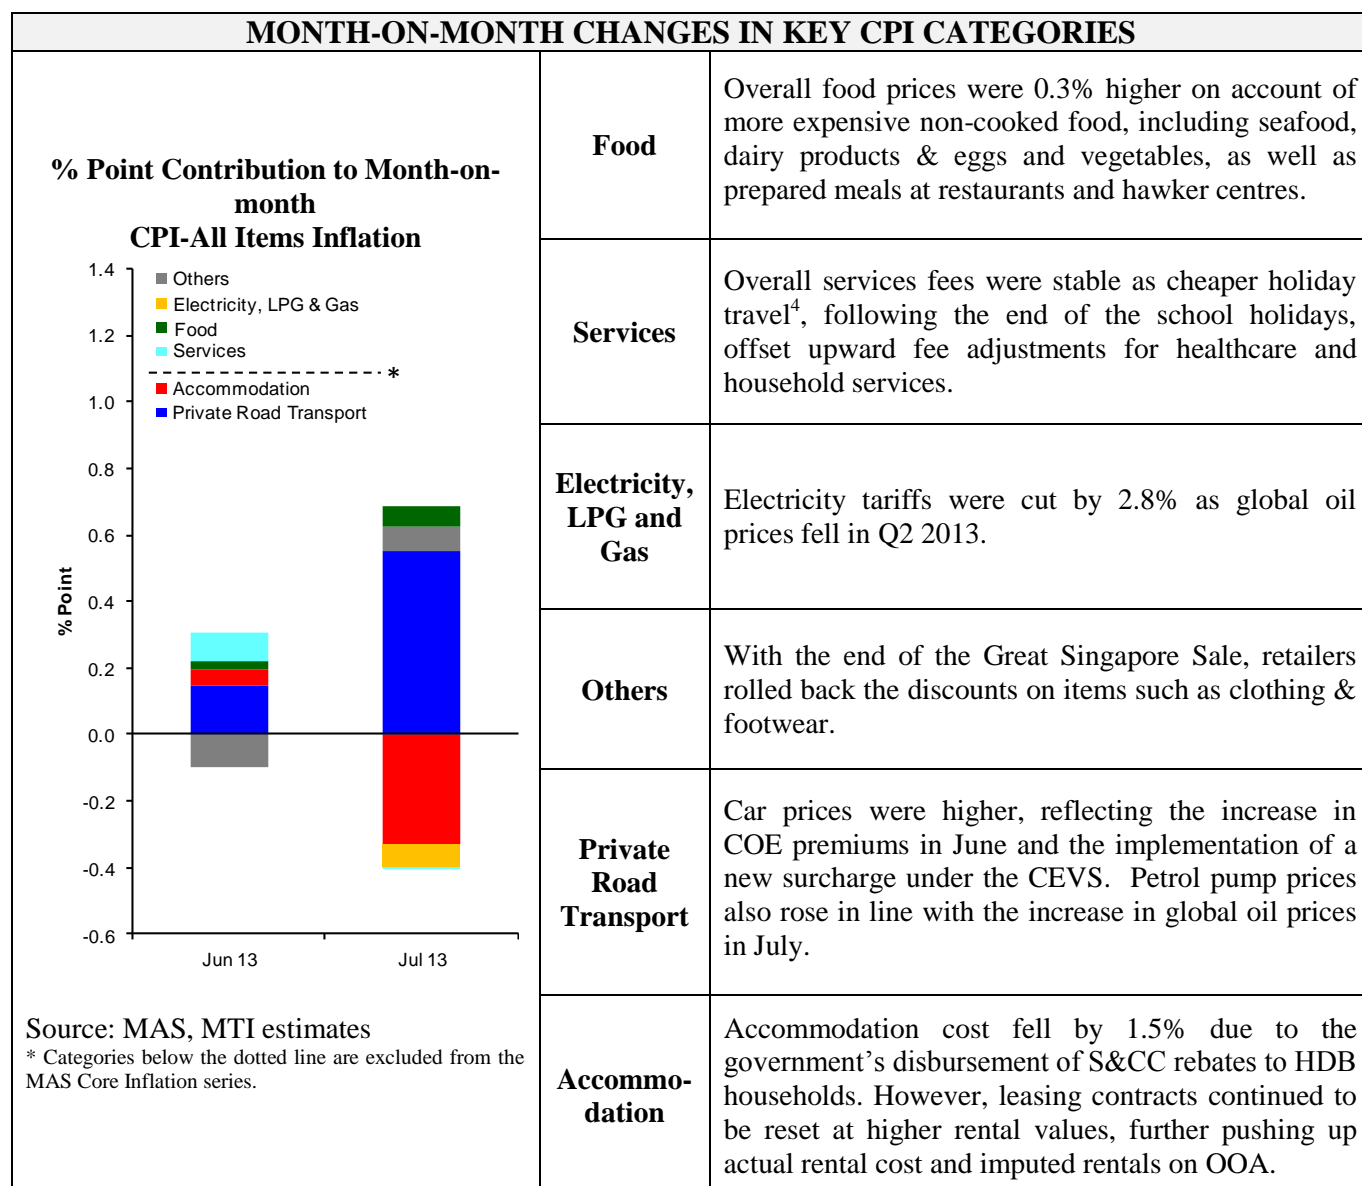 MONTH-ON-MONTH CHANGES IN KEY CPI CATEGORIES
% Point Contribution to Month-on-
month
CPI-All Items Inflation
1.4
1.2
1.0
0.8
0.6
0.4
0.2
0.0
-0.2
-0.4
-0.6
% Point
Others
Electricity, LPG & Gas
Food
Services
*
Accommodation
Private Road Transport
Jun 13
Jul 13
Source: MAS, MTI estimates
* Categories below the dotted line are excluded from the
MAS Core Inflation series.
Food
Overall food prices were 0.3% higher on account of
more expensive non-cooked food, including seafood,
dairy products & eggs and vegetables, as well as
prepared meals at restaurants and hawker centres.
Services
Overall services fees were stable as cheaper holiday
travel4, following the end of the school holidays,
offset upward fee adjustments for healthcare and
household services.
Electricity,
LPG and
Gas
Electricity tariffs were cut by 2.8% as global oil
prices fell in Q2 2013.
Others
With the end of the Great Singapore Sale, retailers
rolled back the discounts on items such as clothing &
footwear.
Private
Road
Transport
Car prices were higher, reflecting the increase in
COE premiums in June and the implementation of a
new surcharge under the CEVS. Petrol pump prices
also rose in line with the increase in global oil prices
in July.
Accommo-
dation
Accommodation cost fell by 1.5% due to the
government’s disbursement of S&CC rebates to HDB
households. However, leasing contracts continued to
be reset at higher rental values, further pushing up
actual rental cost and imputed rentals on OOA.